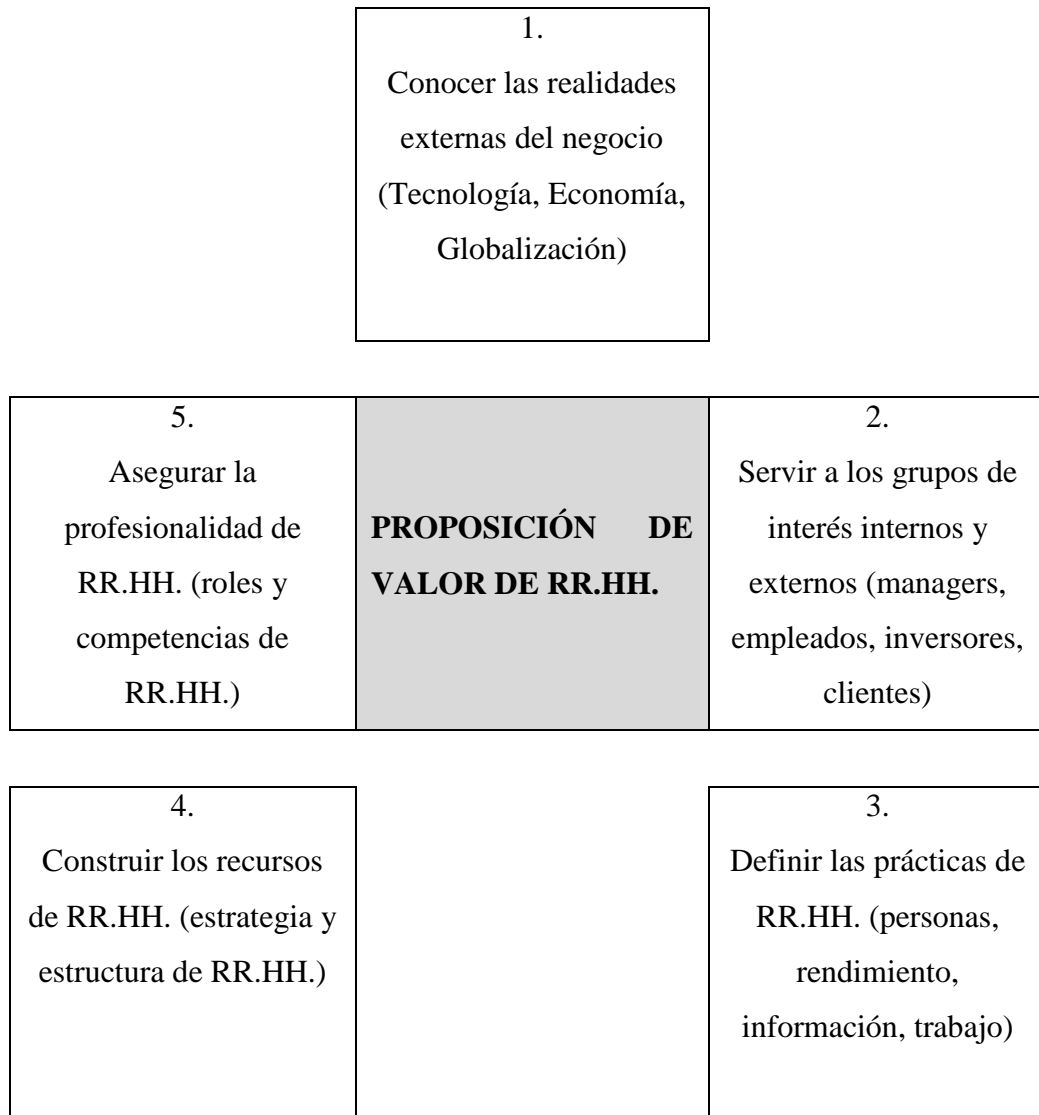 1.
Conocer las realidades
externas del negocio
(Tecnología, Economía,
Globalización)
5.
Asegurar la
profesionalidad de
RR.HH. (roles y
competencias de
RR.HH.)
PROPOSICIÓN DE
VALOR DE RR.HH.
2.
Servir a los grupos de
interés internos y
externos (managers,
empleados, inversores,
clientes)
4.
Construir los recursos
de RR.HH. (estrategia y
estructura de RR.HH.)
3.
Definir las prácticas de
RR.HH. (personas,
rendimiento,
información, trabajo)